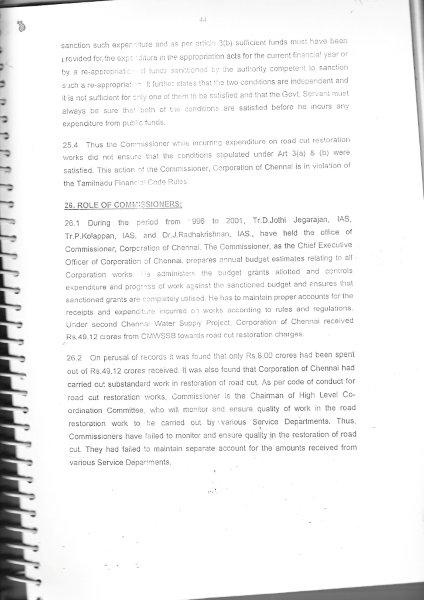 44
sanction such expenditure and as per article 3(b) sufficient funds must have been
provided for the expenditure in the appropriation acts for the current financial year or
by a re-appropriation of funds sanctioned by the authority competent to sanction
such a re-appropriation. It further states that the two conditions are independent and
it is not sufficient for only one of them to be satisfied and that the Govt. Servant must
always be sure that both of the conditions are satisfied before he incurs any
expenditure from public funds.
25.4 Thus the Commissioner while incurring expenditure on road cut restoration
works did not ensure that the conditions stipulated under Art 3(a) & (b) were
satisfied. This action of the Commissioner, Corporation of Chennai is in violation of
the Tamilnadu Financial Code Rules.
26. ROLE OF COMMISSIONERS:
26.1 During the period from 1996 to 2001, Tr.D.Jothi Jegarajan, IAS,
Tr.P.Kolappan, IAS, and Dr.J.Radhakrishnan, IAS., have held the office of
Commissioner, Corporation of Chennai. The Commissioner, as the Chief Executive
Officer of Corporation of Chennai, prepares annual budget estimates relating to all
Corporation works. He administers the budget grants allotted and controls
expenditure and progress of work against the sanctioned budget and ensures that
sanctioned grants are completely utilised. He has to maintain proper accounts for the
receipts and expenditure incurred on works according to rules and regulations.
Under second Chennai Water Supply Project, Corporation of Chennai received
Rs.49.12 crores from CMWSSB towards road cut restoration charges.
26.2 On perusal of records it was found that only Rs.6.00 crores had been spent
out of Rs.49.12 crores received. It was also found that Corporation of Chennai had
carried out substandard work in restoration of road cut. As per code of conduct for
road cut restoration works, Commissioner is the Chairman of High Level Co-
ordination Committee, who will monitor and ensure quality of work in the road
restoration work to be carried out by various Service Departments. Thus,
Commissioners have failed to monitor and ensure quality in the restoration of road
cut. They had failed to maintain separate account for the amounts received from
various Service Departments.